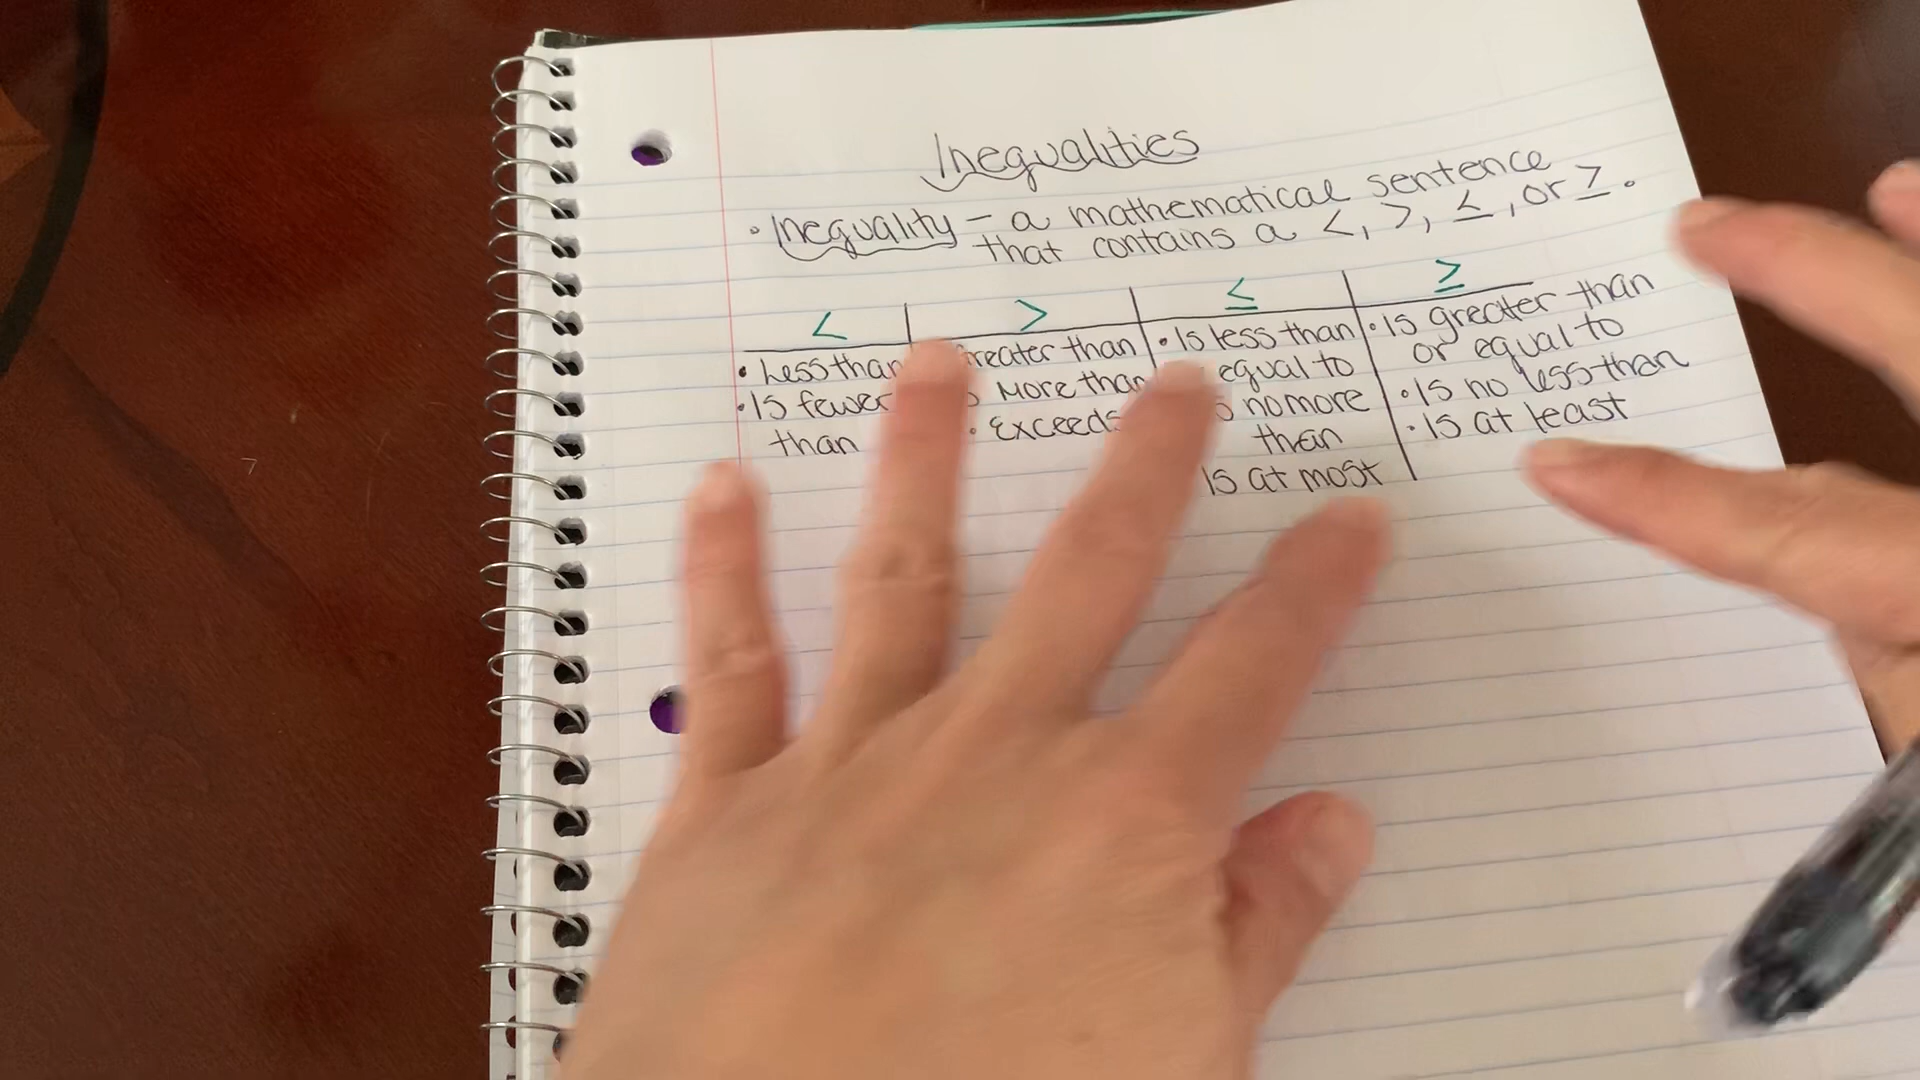 Inequalities
• Inequality - a mathematical sentence
that contains a <, >, ≤, or ≥.
< > ≤ ≥
• Less than
• Is fewer
than
than
• More than
• Exceeds
• Is less than
equal to
no more
than
Is at most
• Is greater than
or equal to
• Is no less than
• Is at least